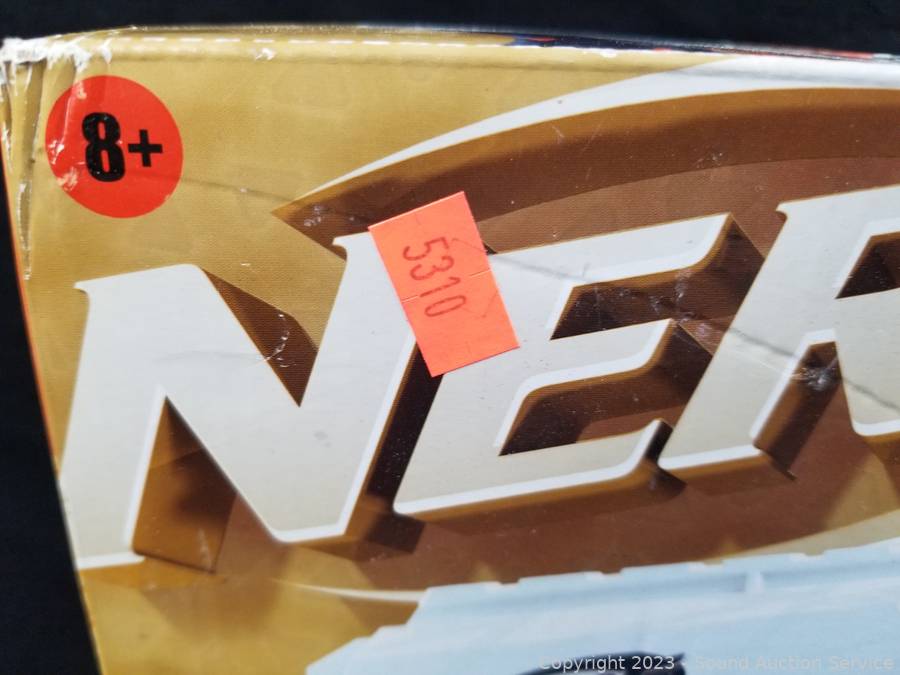 8+
NER
5310
Copyright 2023 - Sound Auction Service